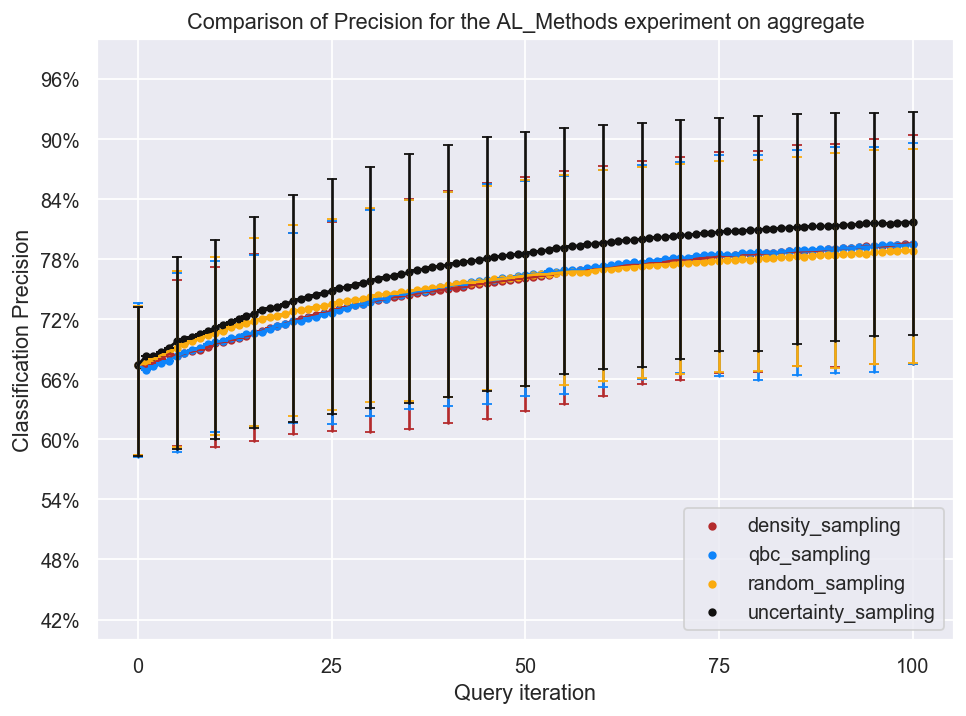 Comparison of Precision for the AL_Methods experiment on aggregate
96%
90%
84%
78%
72%
66%
60%
54%
48%
42%
Classification Precision
density_sampling
qbc_sampling
random_sampling
uncertainty_sampling
0 25 50 75 100
Query iteration